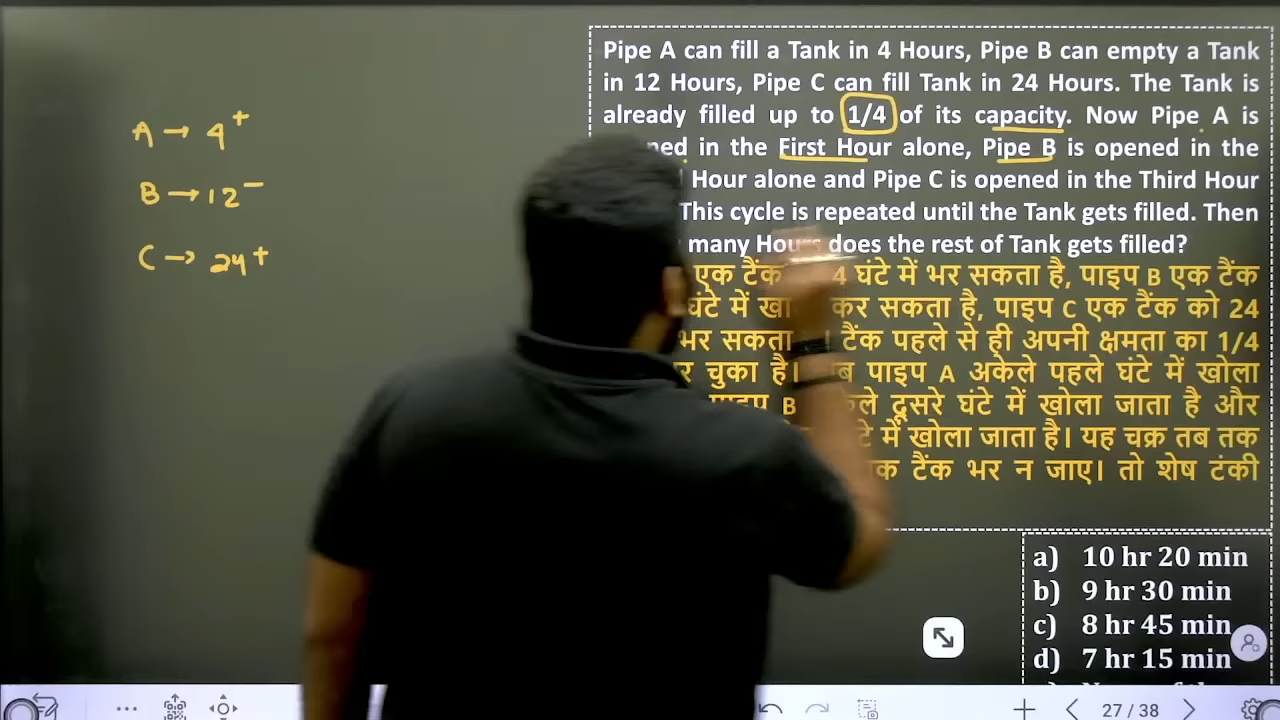 Pipe A can fill a Tank in 4 Hours, Pipe B can empty a Tank
in 12 Hours, Pipe C can fill Tank in 24 Hours. The Tank is
already filled up to 1/4 of its capacity. Now Pipe A is
in the First Hour alone, Pipe B is opened in the
Hour alone and Pipe C is opened in the Third Hour
This cycle is repeated until the Tank gets filled. Then
many Hours does the rest of Tank gets filled?
एक टैंक 4 घंटे में भर सकता है, पाइप B एक टैंक
घंटे में कर सकता है, पाइप C एक टैंक को 24
भर सकता टैंक पहले से ही अपनी क्षमता का 1/4
चुका है। पाइप A अकेले पहले घंटे में खोला
B दूसरे घंटे में खोला जाता है और
में खोला जाता है। यह चक्र तब तक
टैंक भर न जाए। तो शेष टंकी
A → 4+
B → 12−
C → 24+
a) 10 hr 20 min
b) 9 hr 30 min
c) 8 hr 45 min
d) 7 hr 15 min
27 / 38